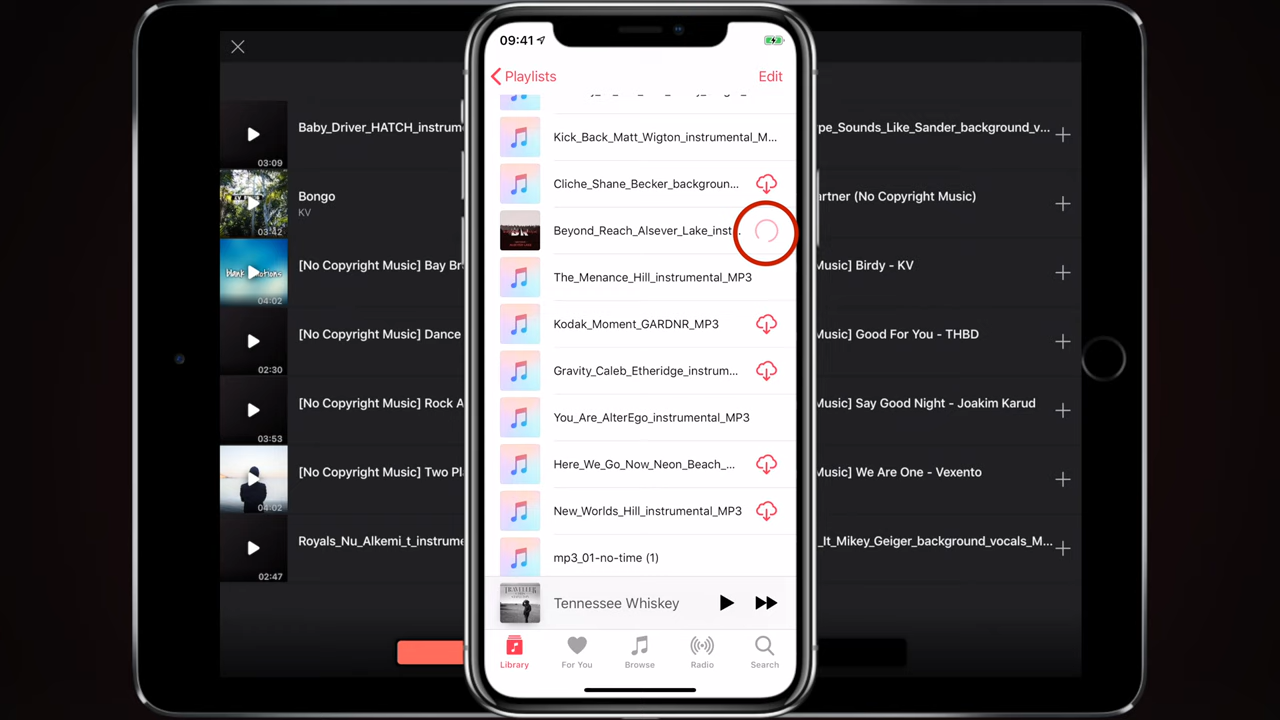 09:41
Playlists
Edit
Kick_Back_Matt_Wigton_instrumental_M...
Cliche_Shane_Becker_backgroun...
Beyond_Reach_Alsever_Lake_inst...
The_Menance_Hill_instrumental_MP3
Kodak_Moment_GARDNR_MP3
Gravity_Caleb_Etheridge_instrum...
You_Are_AlterEgo_instrumental_MP3
Here_We_Go_Now_Neon_Beach_...
New_Worlds_Hill_instrumental_MP3
mp3_01-no-time (1)
TRAVELLER
Tennessee Whiskey
Library
For You
Browse
Radio
Search
Baby_Driver_HATCH_instrum
03:09
Bongo
KV
03:42
[No Copyright Music] Bay Br
04:02
[No Copyright Music] Dance
02:30
[No Copyright Music] Rock A
03:53
[No Copyright Music] Two Pl
04:02
Royals_Nu_Alkemi_t_instrume
02:47
pe_Sounds_Like_Sander_background_v...
artner (No Copyright Music)
Music] Birdy - KV
Music] Good For You - THBD
Music] Say Good Night - Joakim Karud
Music] We Are One - Vexento
_It_Mikey_Geiger_background_vocals_M...